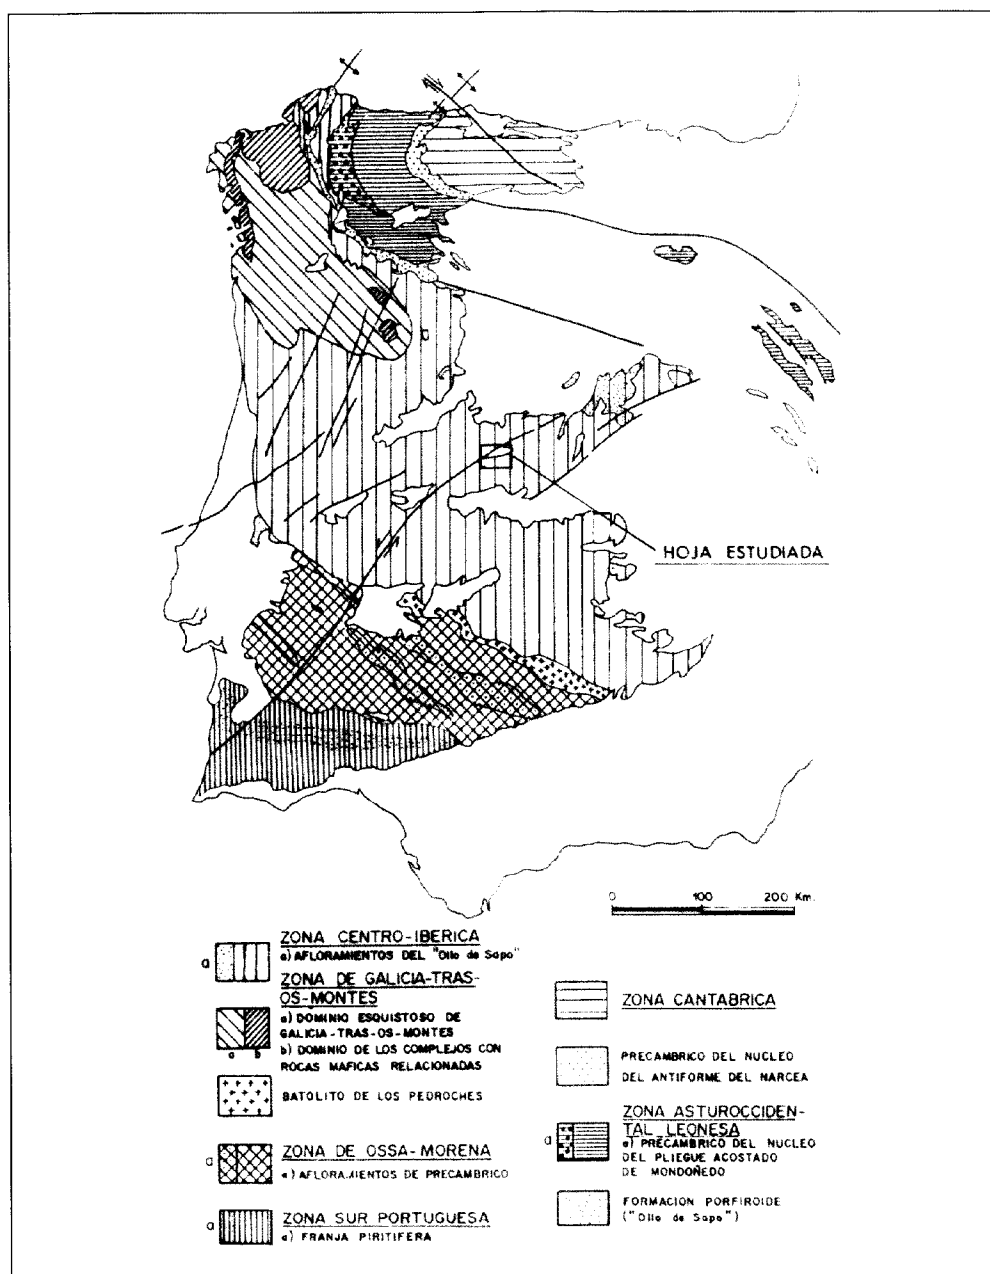 HOJA ESTUDIADA
0 100 200 Km.
ZONA CENTRO-IBERICA
a) AFLORAMIENTOS DEL "Ollo de Sapo"
a
ZONA DE GALICIA-TRAS-
OS-MONTES
a) DOMINIO ESQUISTOSO DE
GALICIA-TRAS-OS-MONTES
b) DOMINIO DE LOS COMPLEJOS CON
ROCAS MAFICAS RELACIONADAS
a b
BATOLITO DE LOS PEDROCHES
a
ZONA DE OSSA-MORENA
a) AFLORAMIENTOS DE PRECAMBRICO
a
ZONA SUR PORTUGUESA
a) FRANJA PIRITIFERA
ZONA CANTABRICA
PRECAMBRICO DEL NUCLEO
DEL ANTIFORME DEL NARCEA
ZONA ASTUROCCIDEN-
TAL LEONESA
a
a) PRECAMBRICO DEL NUCLEO
DEL PLIEGUE ACOSTADO
DE MONDOÑEDO
FORMACION PORFIROIDE
("Ollo de Sapo")